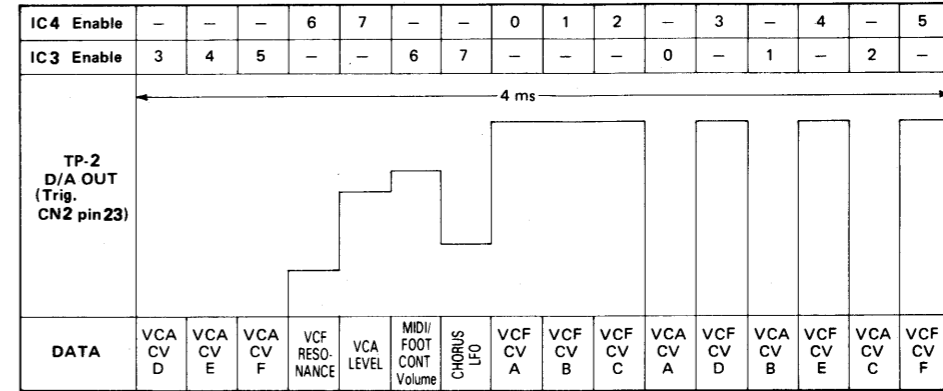 IC4 Enable — — — 6 7 — — 0 1 2 — 3 — 4 — 5
IC3 Enable 3 4 5 — — 6 7 — — — 0 — 1 — 2 —
4 ms
TP-2
D/A OUT
(Trig.
CN2 pin 23)
DATA
VCA
CV
D
VCA
CV
E
VCA
CV
F
VCF
RESO-
NANCE
VCA
LEVEL
MIDI/
FOOT
CONT
Volume
CHORUS
LFO
VCF
CV
A
VCF
CV
B
VCF
CV
C
VCA
CV
A
VCF
CV
D
VCA
CV
B
VCF
CV
E
VCA
CV
C
VCF
CV
F